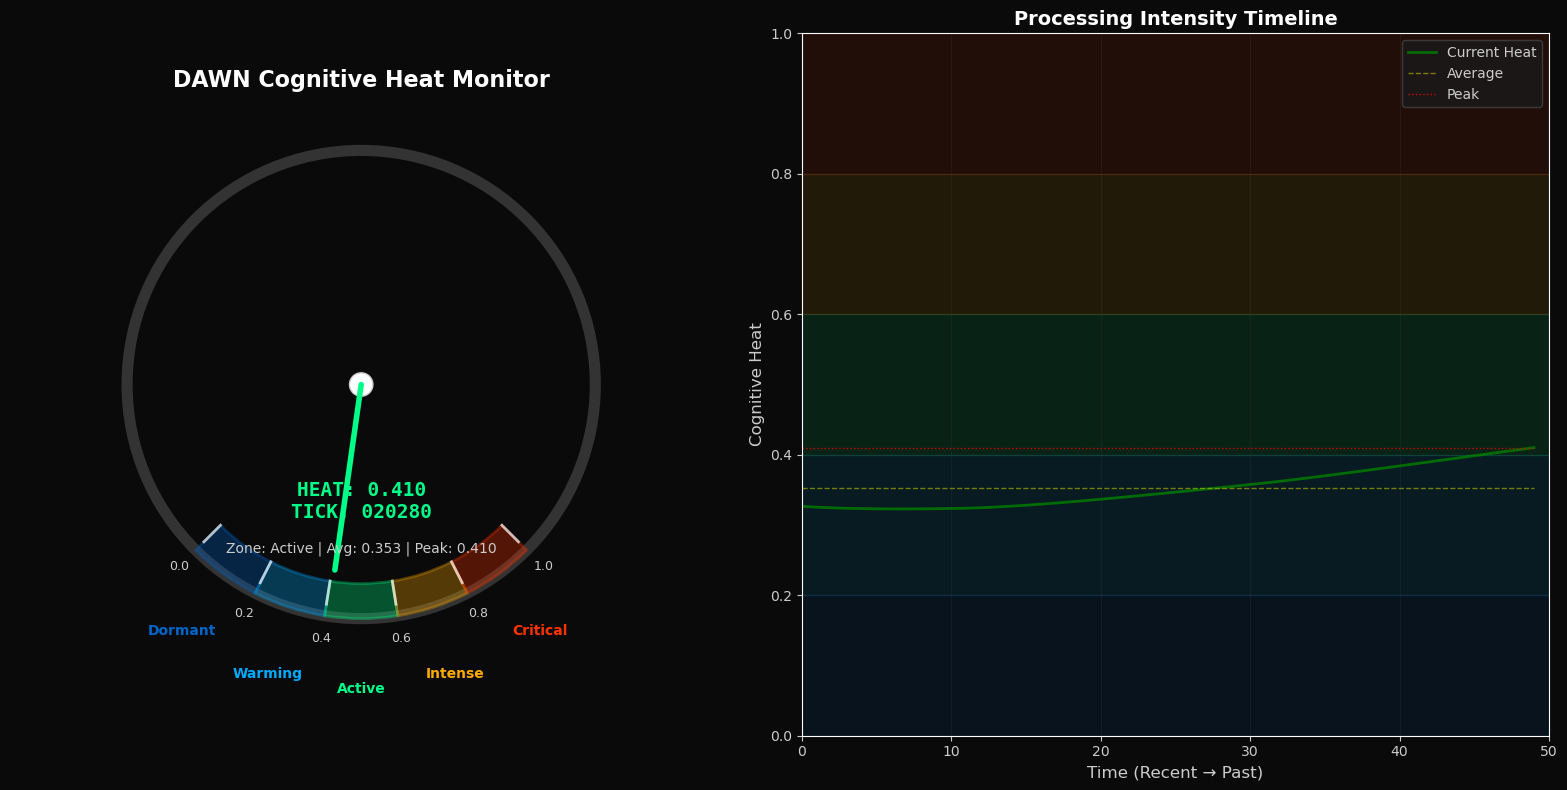 DAWN Cognitive Heat Monitor
HEAT: 0.410
TICK: 020280
Zone: Active | Avg: 0.353 | Peak: 0.410
0.0
0.2
0.4
0.6
0.8
1.0
Dormant
Warming
Active
Intense
Critical
Processing Intensity Timeline
Current Heat
Average
Peak
Cognitive Heat
1.0
0.8
0.6
0.4
0.2
0.0
0
10
20
30
40
50
Time (Recent → Past)